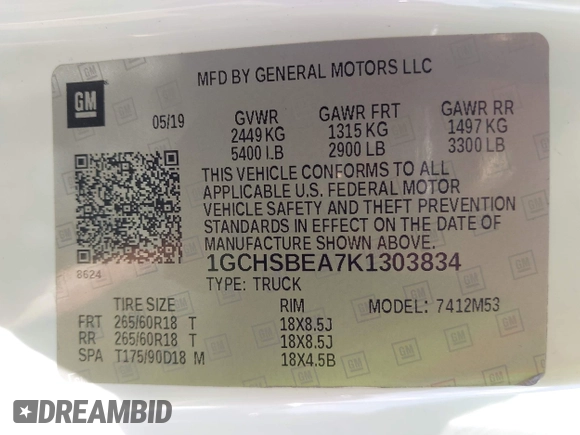 GM
MFD BY GENERAL MOTORS LLC
05/19
GVWR GAWR FRT GAWR RR
2449 KG 1315 KG 1497 KG
5400 LB 2900 LB 3300 LB
THIS VEHICLE CONFORMS TO ALL
APPLICABLE U.S. FEDERAL MOTOR
VEHICLE SAFETY AND THEFT PREVENTION
STANDARDS IN EFFECT ON THE DATE OF
MANUFACTURE SHOWN ABOVE.
8624
1GCHSBEA7K1303834
TYPE: TRUCK MODEL: 7412M53
TIRE SIZE RIM
FRT 265/60R18 T 18X8.5J
RR 265/60R18 T 18X8.5J
SPA T175/90D18 M 18X4.5B
DREAMBID